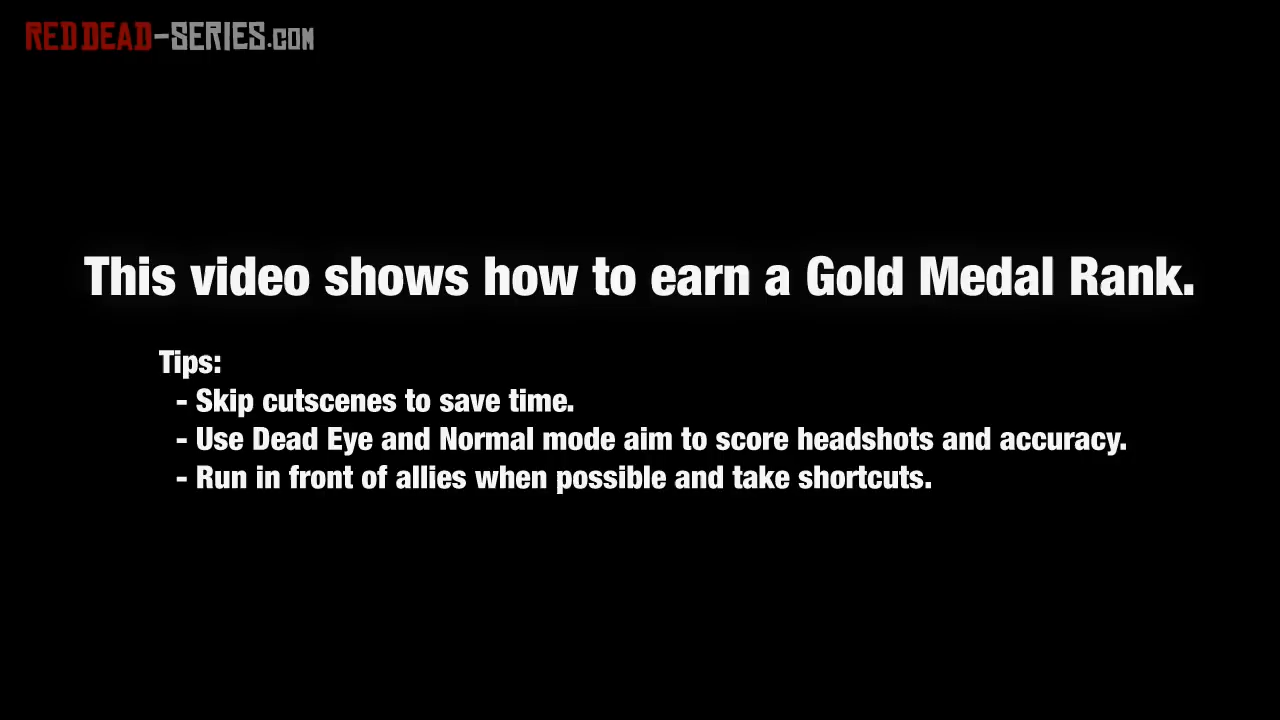 RED DEAD-SERIES.COM
This video shows how to earn a Gold Medal Rank.
Tips:
- Skip cutscenes to save time.
- Use Dead Eye and Normal mode aim to score headshots and accuracy.
- Run in front of allies when possible and take shortcuts.